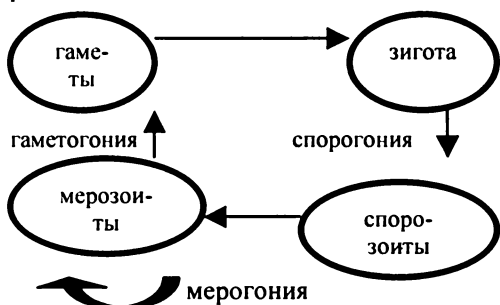 гаме-
ты
зигота
гаметогония
спорогония
мерозои-
ты
споро-
зоиты
мерогония